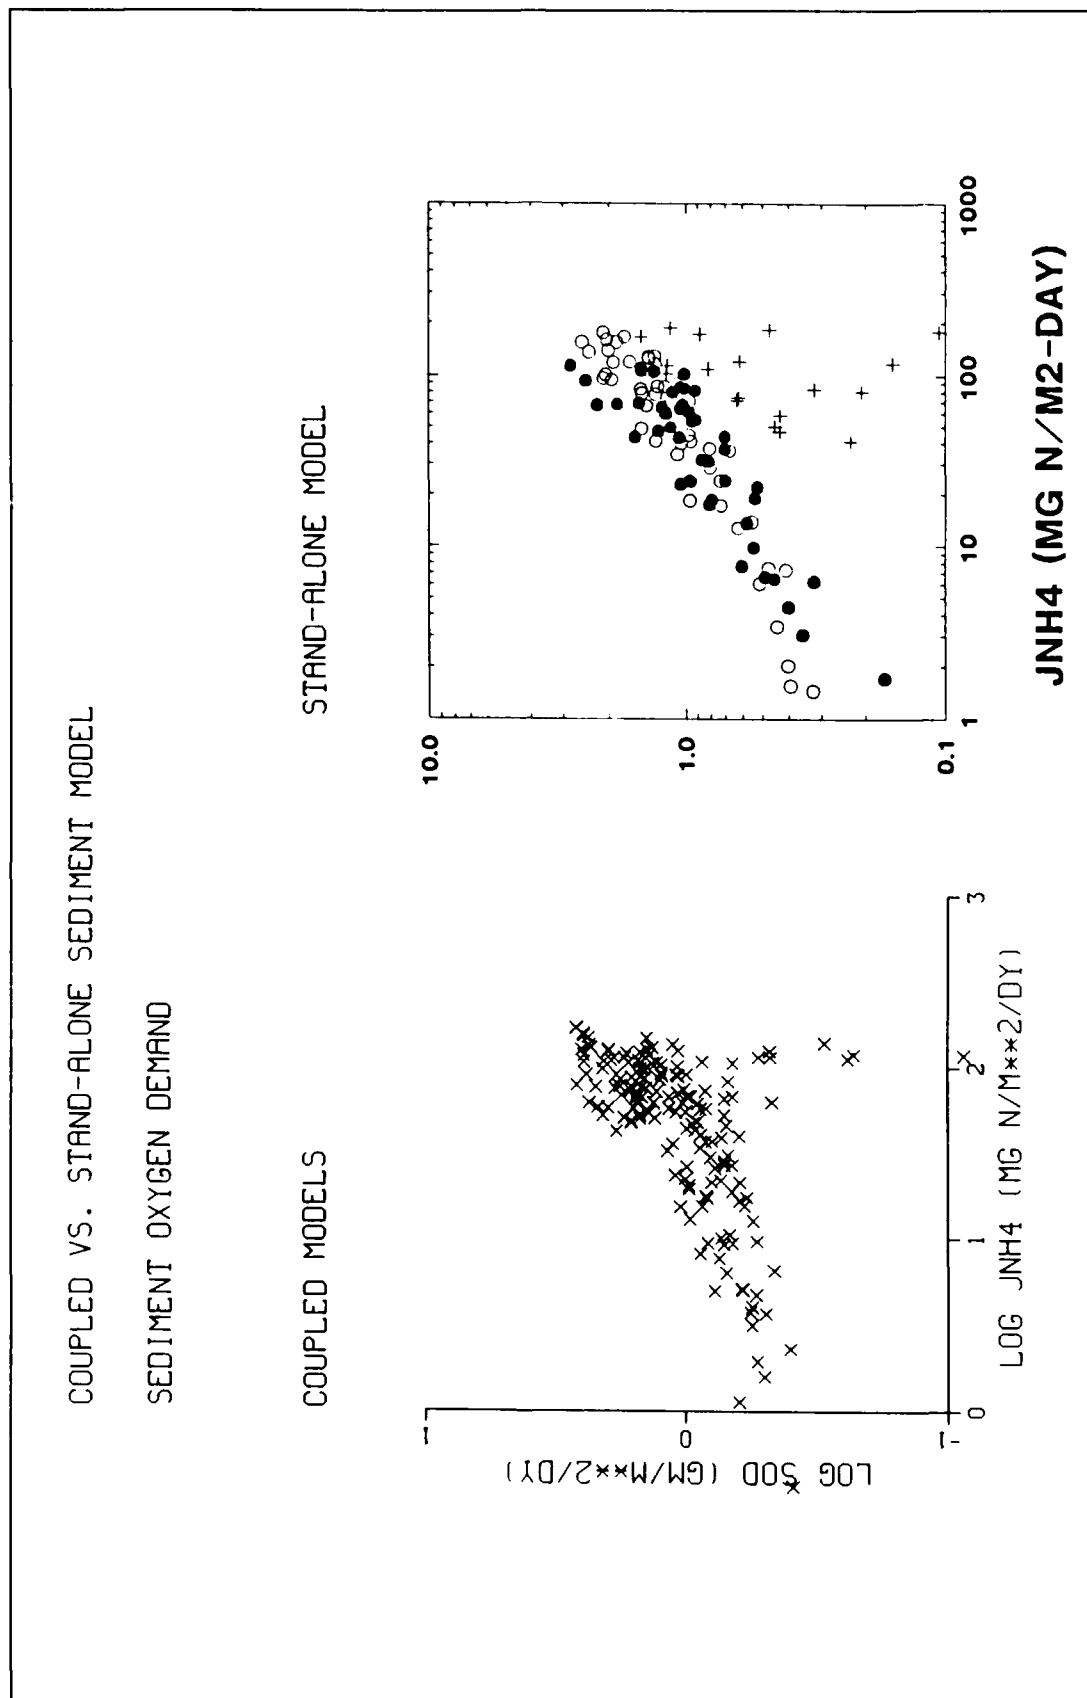 COUPLED VS. STAND-ALONE SEDIMENT MODEL
SEDIMENT OXYGEN DEMAND
COUPLED MODELS
1
0
-1
LOG SOD (GM/M**2/DY)
0
1
2
3
LOG JNH4 (MG N/M**2/DY)
STAND-ALONE MODEL
10.0
1.0
0.1
1
10
100
1000
JNH4 (MG N/M2-DAY)